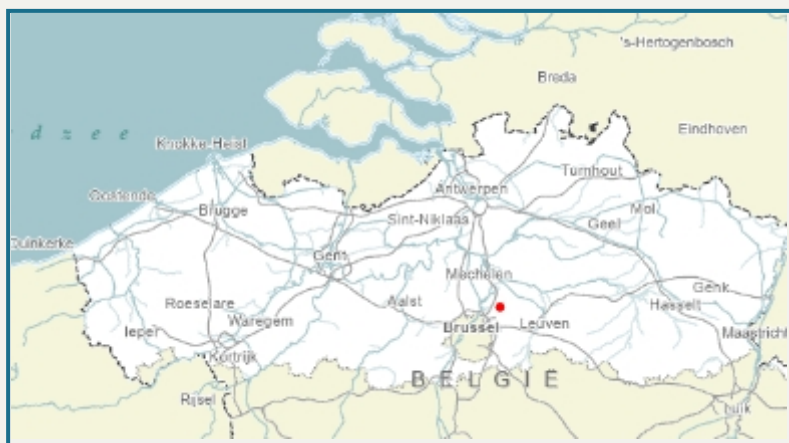 's-Hertogenbosch
Breda
d z e e
Eindhoven
Knokke-Heist
Turnhout
Antwerpen
Oostende
Brugge
Sint-Niklaas
Mol
Geel
Duinkerke
Gent
Mechelen
Genk
Roeselare
Aalst
Hasselt
Waregem
Brussel
Leuven
Ieper
Maastricht
Kortrijk
BELGIË
Rijsel
Luik